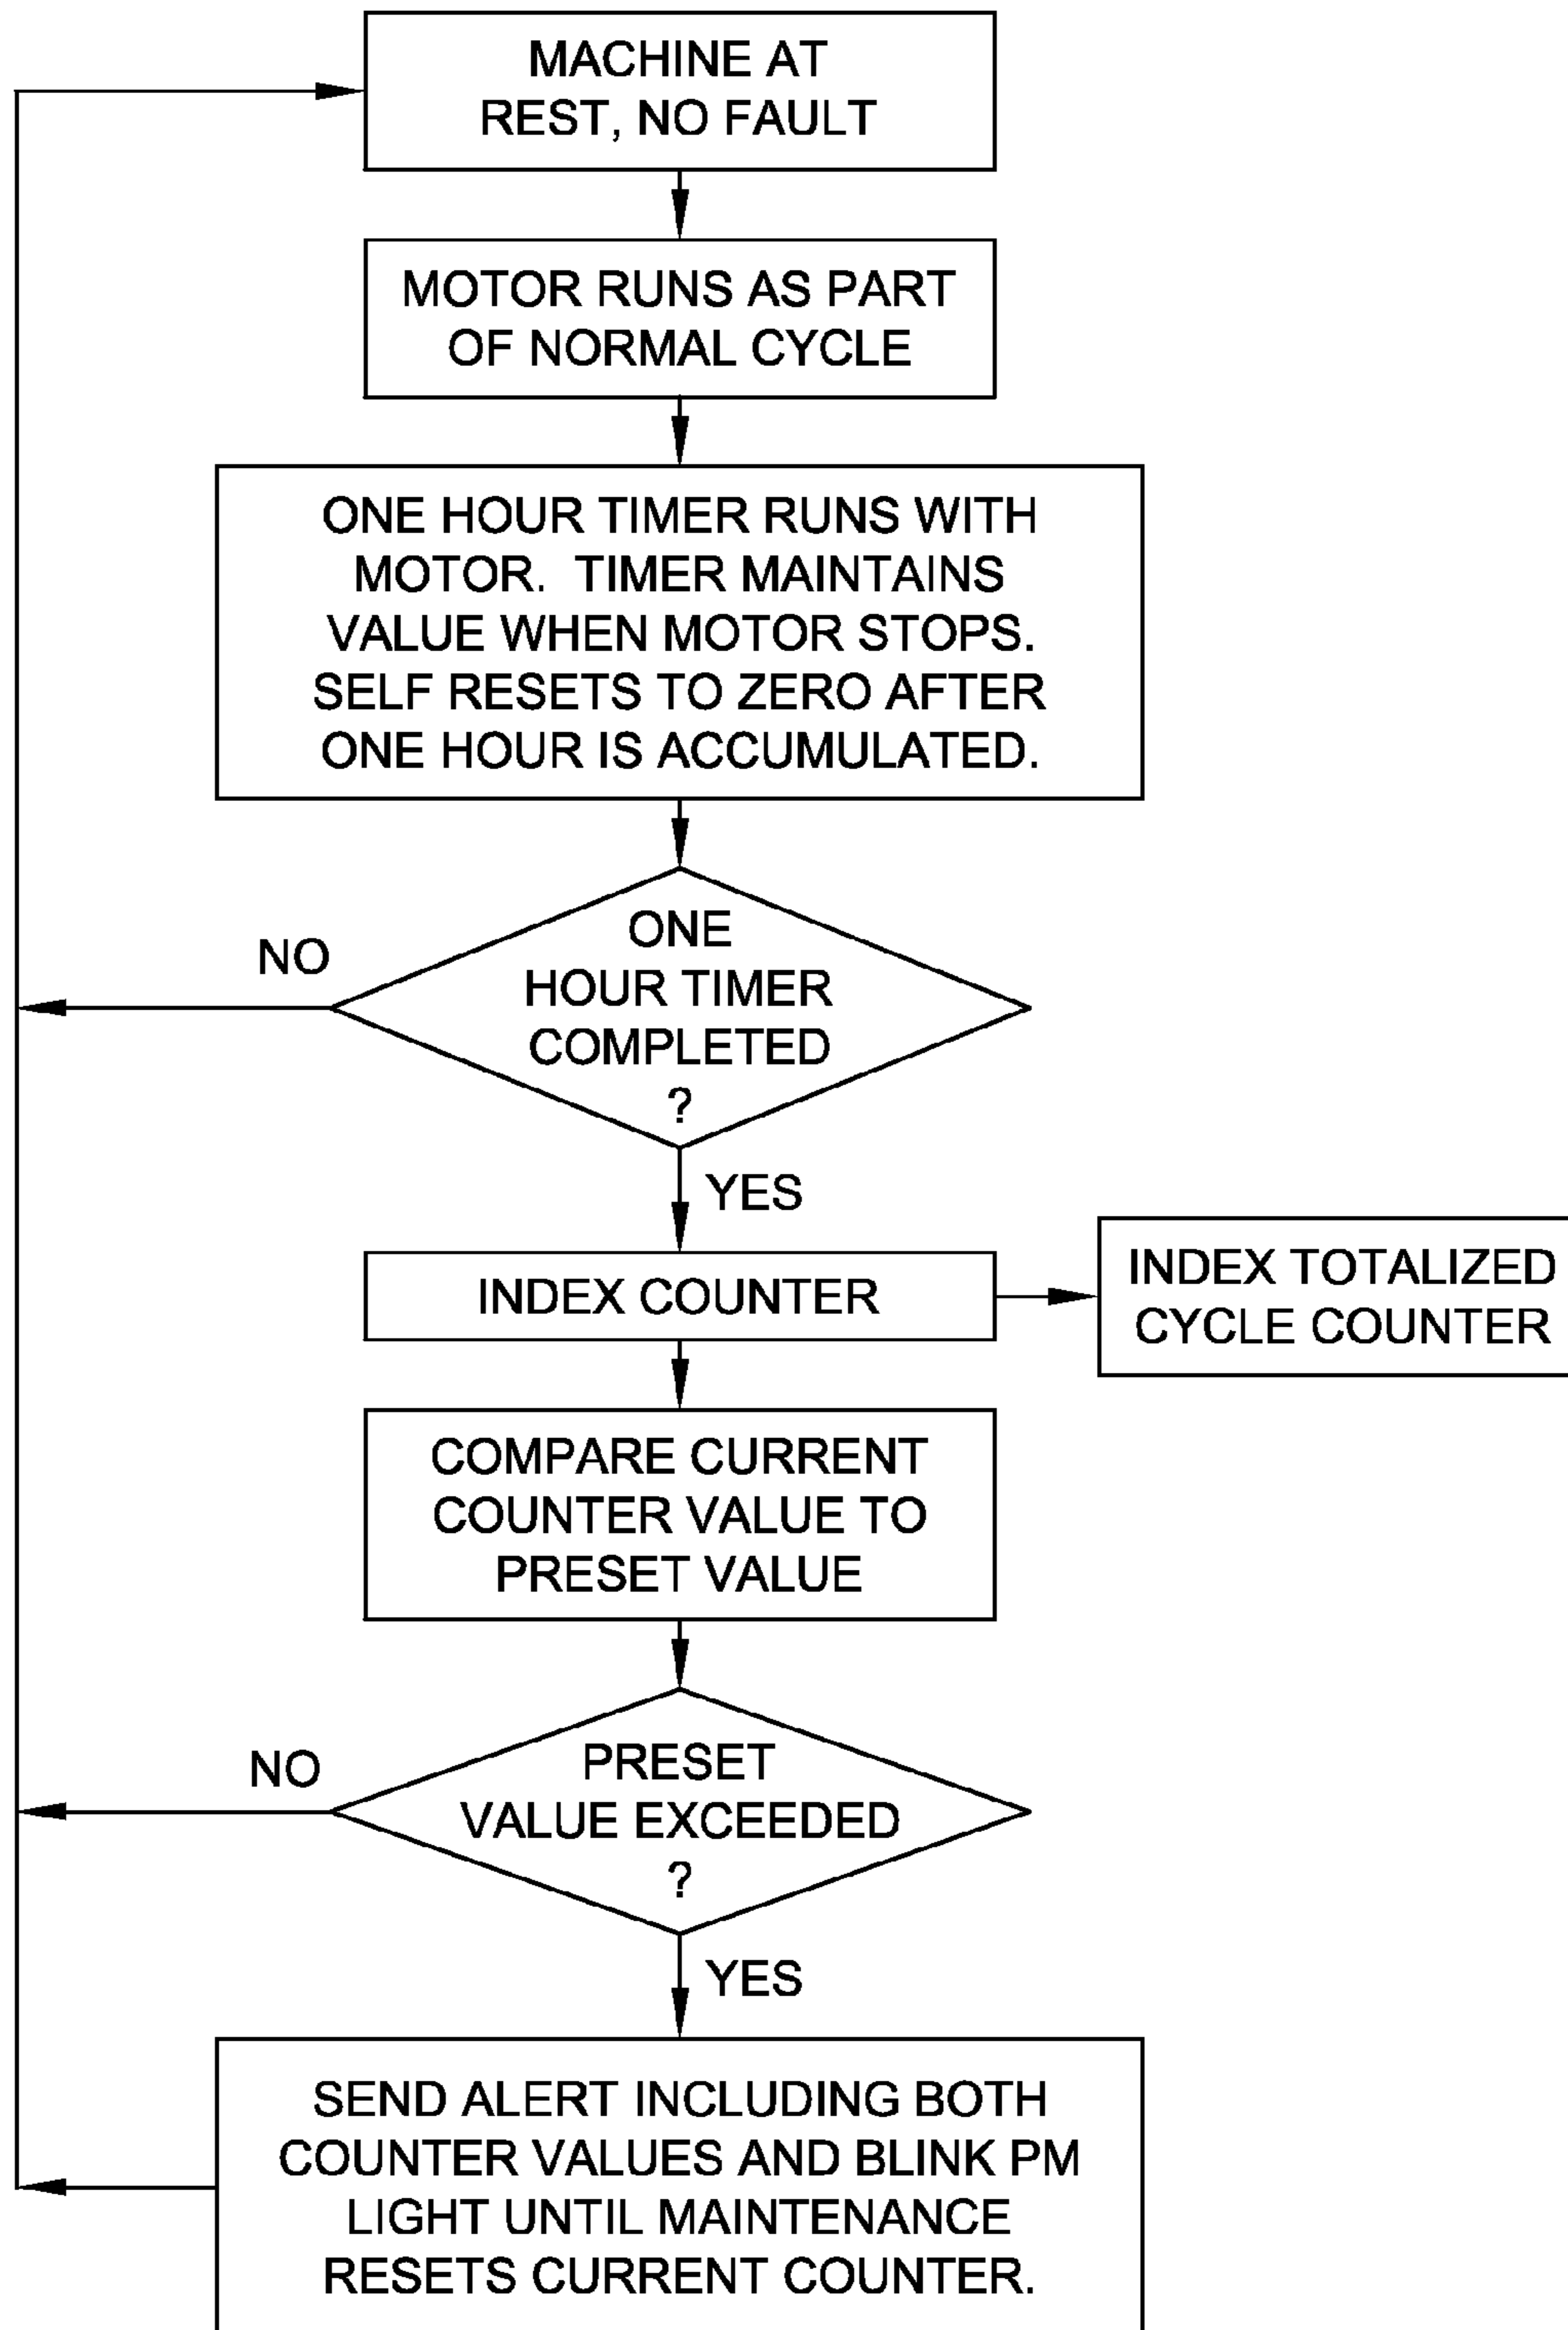 MACHINE AT
REST, NO FAULT
MOTOR RUNS AS PART
OF NORMAL CYCLE
ONE HOUR TIMER RUNS WITH
MOTOR. TIMER MAINTAINS
VALUE WHEN MOTOR STOPS.
SELF RESETS TO ZERO AFTER
ONE HOUR IS ACCUMULATED.
ONE
HOUR TIMER
COMPLETED
?
NO
YES
INDEX COUNTER
INDEX TOTALIZED
CYCLE COUNTER
COMPARE CURRENT
COUNTER VALUE TO
PRESET VALUE
PRESET
VALUE EXCEEDED
?
NO
YES
SEND ALERT INCLUDING BOTH
COUNTER VALUES AND BLINK PM
LIGHT UNTIL MAINTENANCE
RESETS CURRENT COUNTER.